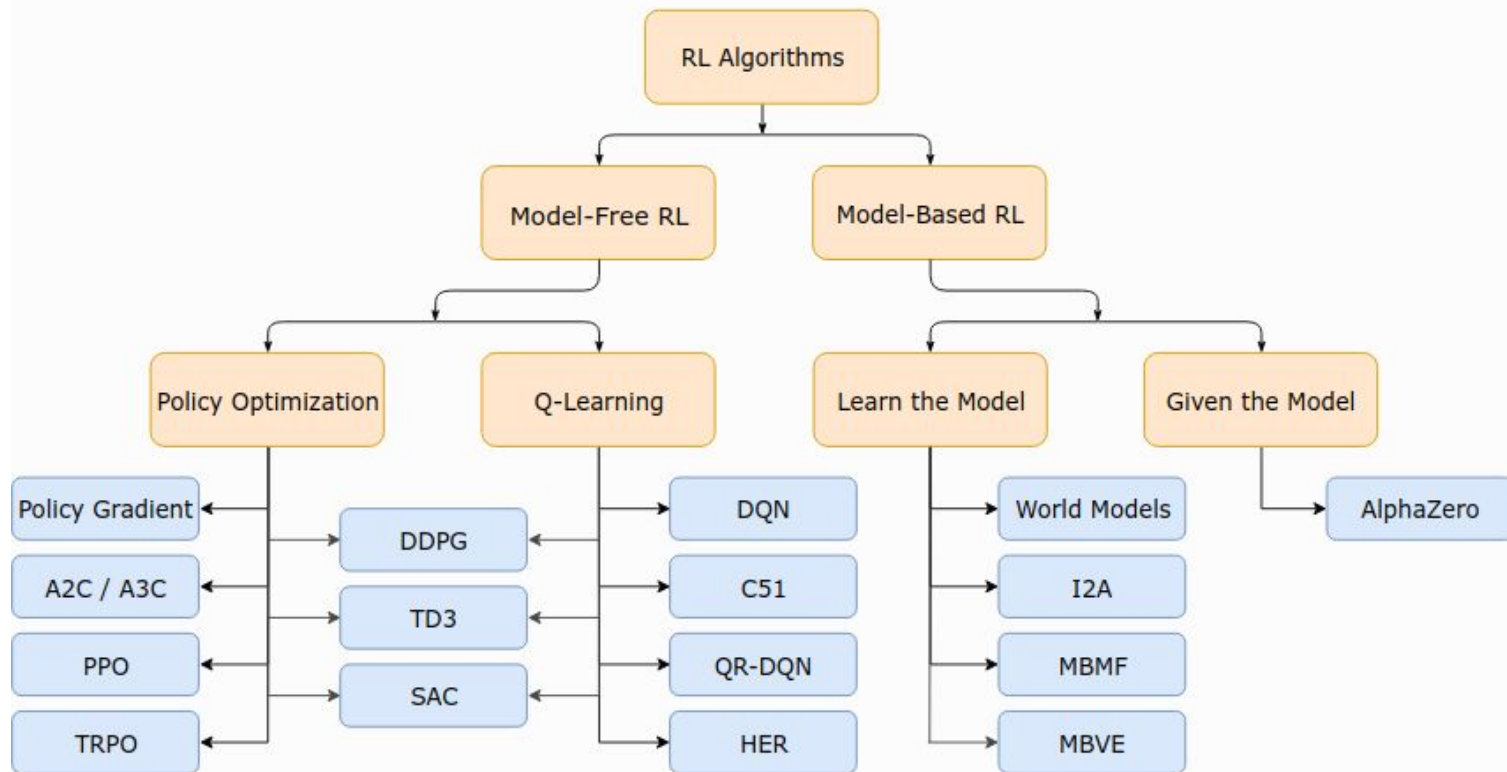 RL Algorithms
Model-Free RL
Model-Based RL
Policy Optimization
Q-Learning
Learn the Model
Given the Model
Policy Gradient
DDPG
DQN
World Models
AlphaZero
A2C / A3C
TD3
C51
I2A
PPO
SAC
QR-DQN
MBMF
TRPO
HER
MBVE